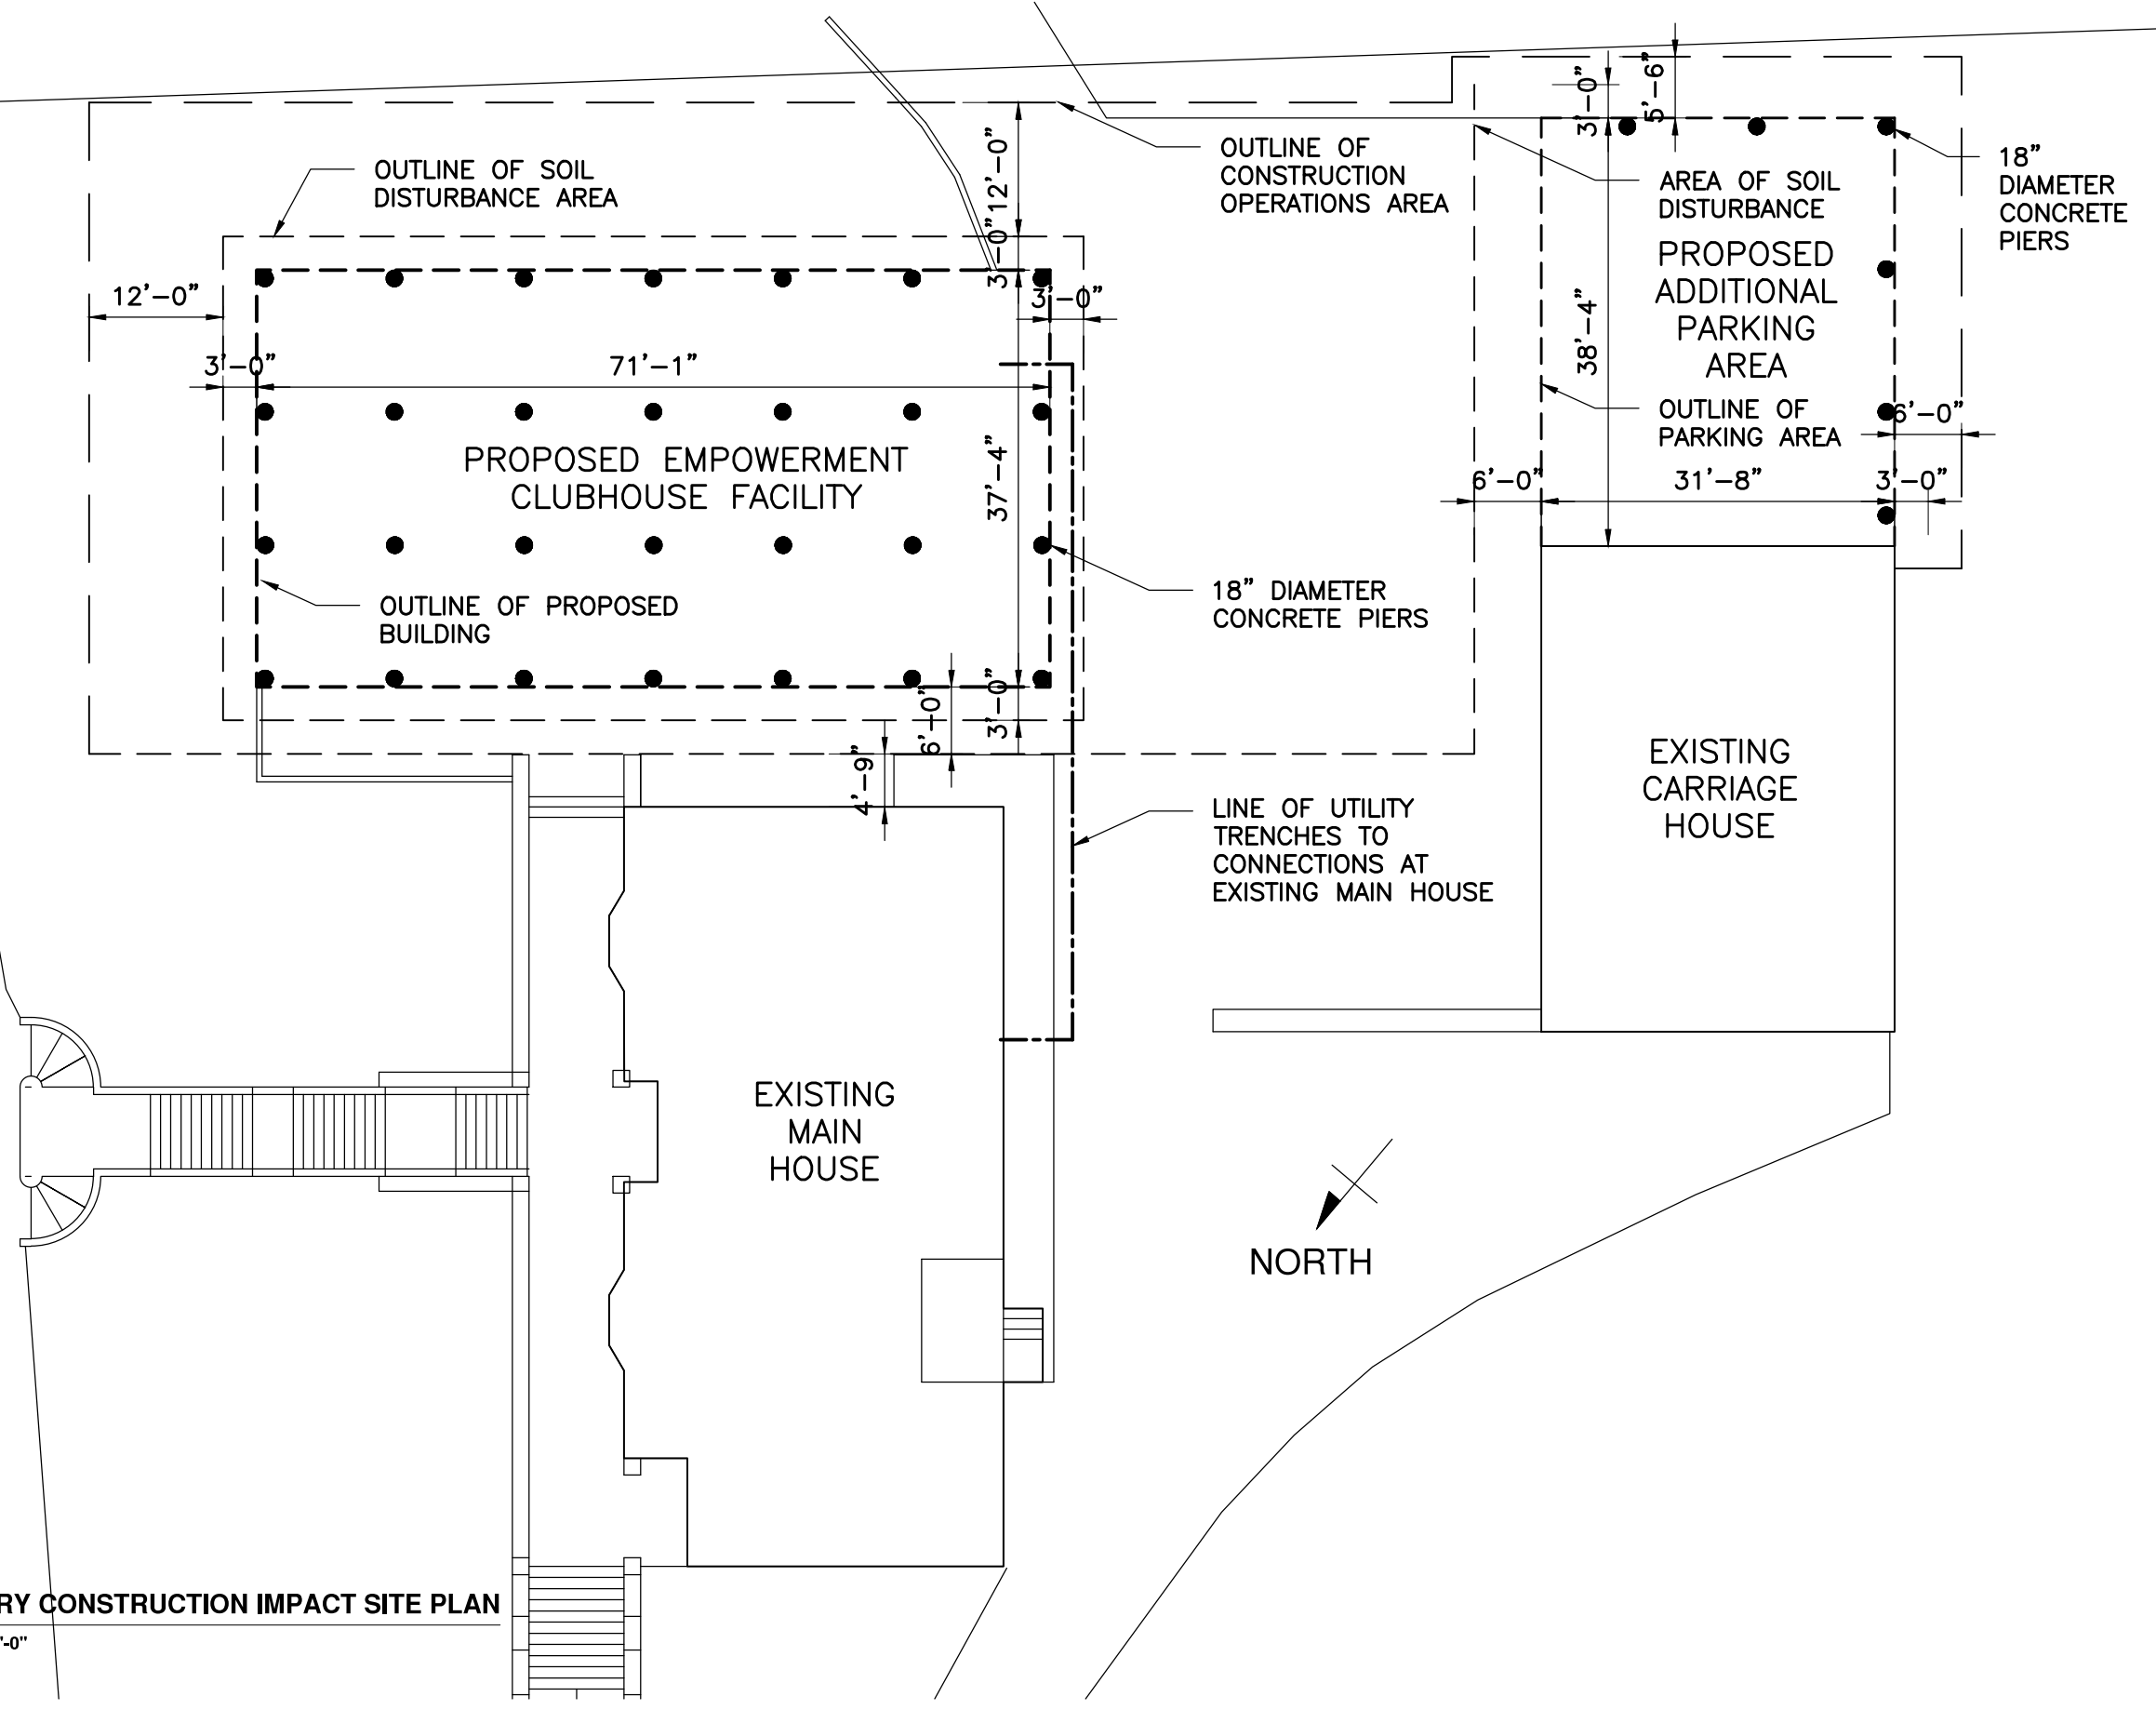 OUTLINE OF SOIL
DISTURBANCE AREA
12'-0"
3'-0"
71'-1"
12'-0"
3'-0"
3'-0"
37'-4"
3'-0"
6'-0"
4'-9"
PROPOSED EMPOWERMENT
CLUBHOUSE FACILITY
OUTLINE OF PROPOSED
BUILDING
OUTLINE OF
CONSTRUCTION
OPERATIONS AREA
3'-0"
5'-6"
18"
DIAMETER
CONCRETE
PIERS
AREA OF SOIL
DISTURBANCE
PROPOSED
ADDITIONAL
PARKING
AREA
38'-4"
OUTLINE OF
PARKING AREA
6'-0"
6'-0"
31'-8"
3'-0"
18" DIAMETER
CONCRETE PIERS
LINE OF UTILITY
TRENCHES TO
CONNECTIONS AT
EXISTING MAIN HOUSE
EXISTING
CARRIAGE
HOUSE
EXISTING
MAIN
HOUSE
NORTH
RY CONSTRUCTION IMPACT SITE PLAN
'-0"